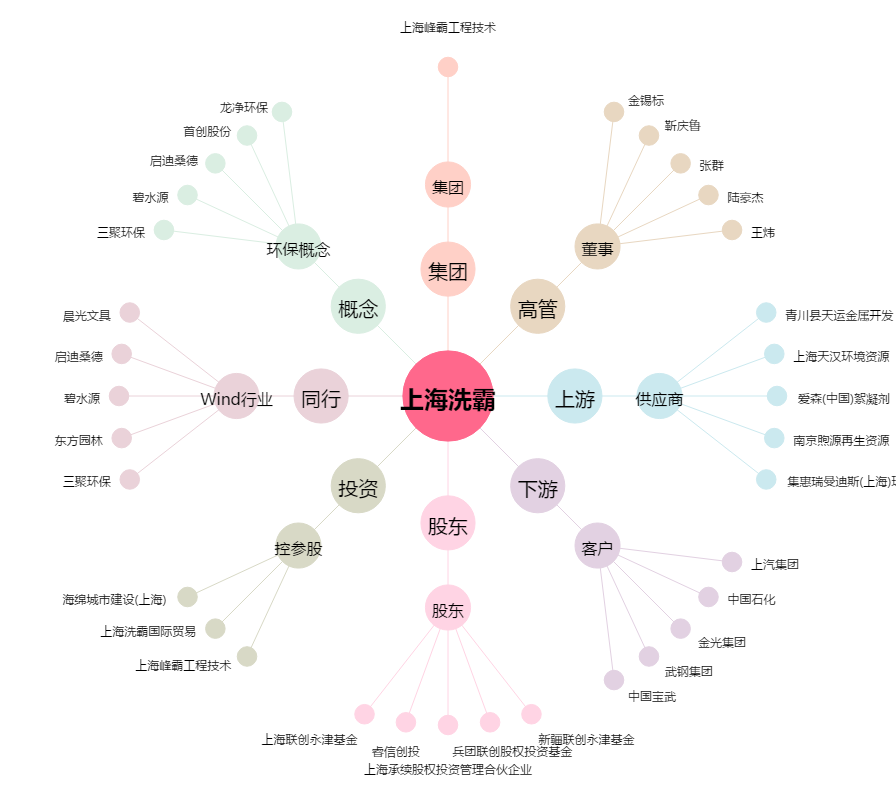 上海峰霸工程技术
集团
集团
龙净环保
首创股份
启迪桑德
碧水源
三聚环保
环保概念
概念
金锡标
靳庆鲁
张群
陆豪杰
王炜
董事
高管
晨光文具
启迪桑德
碧水源
东方园林
三聚环保
Wind行业
同行
上海洗霸
上游
供应商
青川县天运金属开发
上海天汉环境资源
爱森(中国)絮凝剂
南京煦源再生资源
集惠瑞曼迪斯(上海)环
投资
控参股
海绵城市建设(上海)
上海洗霸国际贸易
上海峰霸工程技术
下游
客户
上汽集团
中国石化
金光集团
武钢集团
中国宝武
股东
股东
上海联创永津基金
睿信创投
上海承续股权投资管理合伙企业
兵团联创股权投资基金
新疆联创永津基金